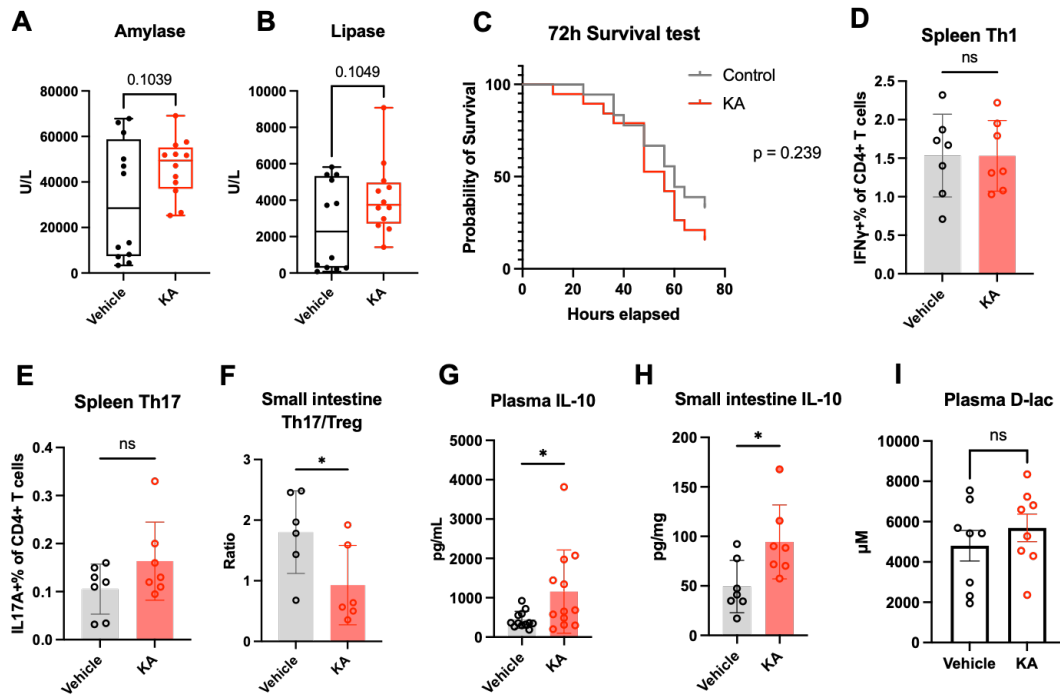 A
Amylase
0.1039
80000
60000
40000
20000
0
U/L
Vehicle
KA
B
Lipase
0.1049
10000
8000
6000
4000
2000
0
U/L
Vehicle
KA
C
72h Survival test
100
50
0
Probability of Survival
Control
KA
p = 0.239
0
20
40
60
80
Hours elapsed
D
Spleen Th1
ns
2.5
2.0
1.5
1.0
0.5
0.0
IFNγ+% of CD4+ T cells
Vehicle
KA
E
Spleen Th17
ns
0.4
0.3
0.2
0.1
0.0
IL17A+% of CD4+ T cells
Vehicle
KA
F
Small intestine
Th17/Treg
*
3
2
1
0
Ratio
Vehicle
KA
G
Plasma IL-10
*
5000
4000
3000
2000
1000
0
pg/mL
Vehicle
KA
H
Small intestine IL-10
*
200
150
100
50
0
pg/mg
Vehicle
KA
I
Plasma D-lac
ns
10000
8000
6000
4000
2000
0
μM
Vehicle
KA